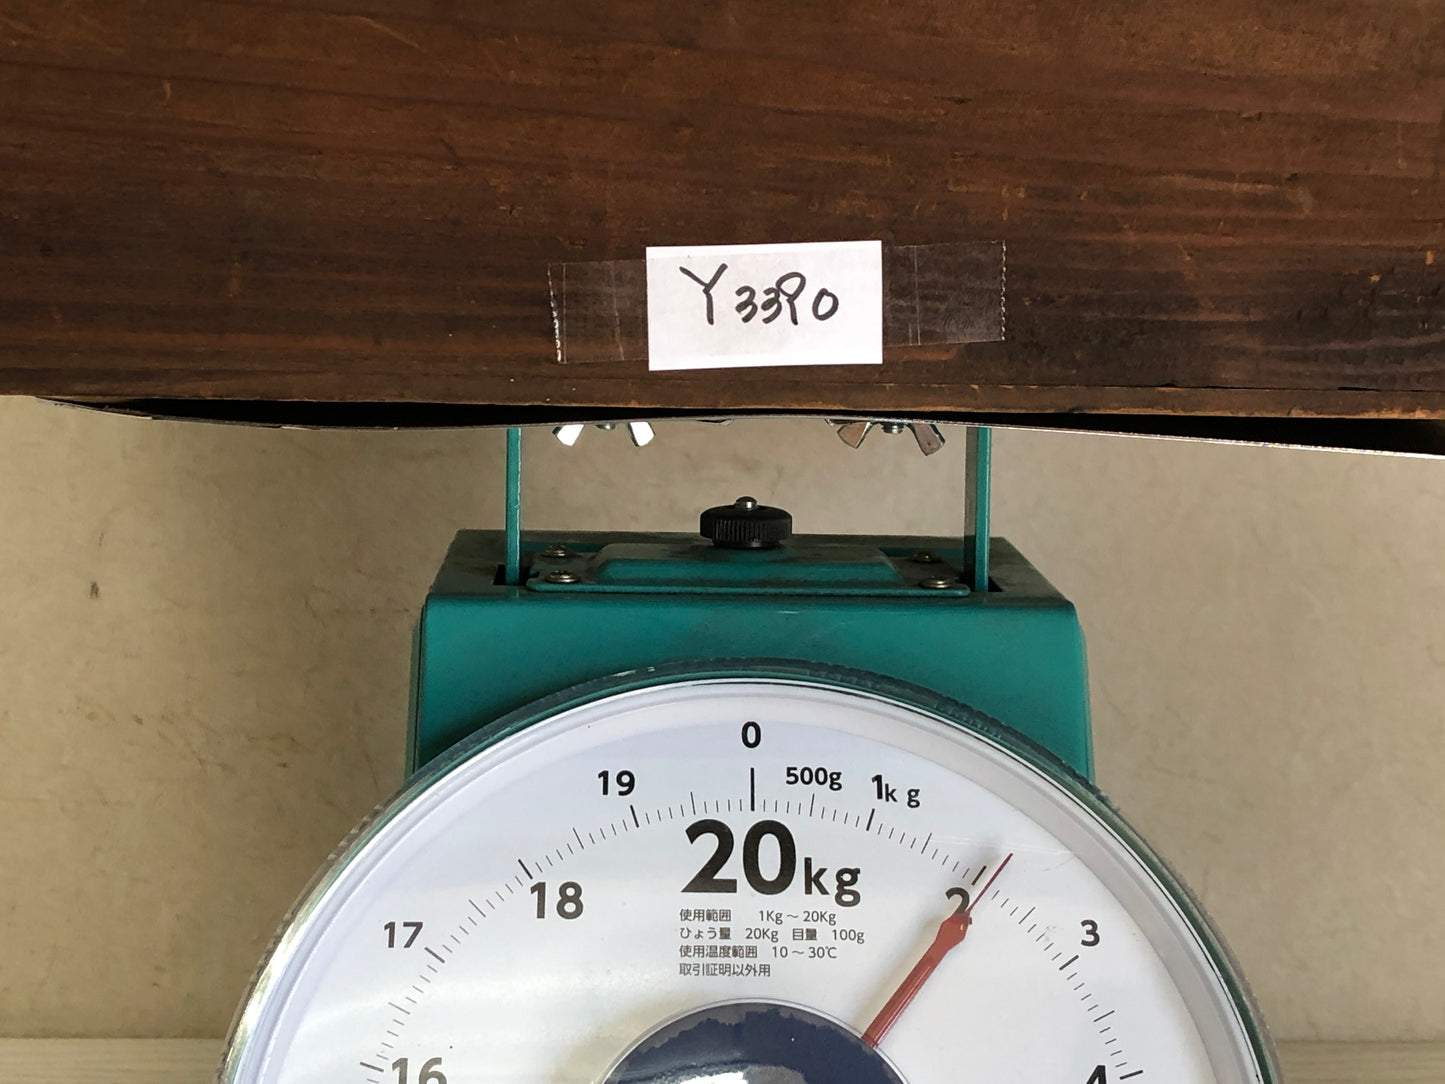 Y3390
0
19
500g
1kg
20kg
2
18
17
3
使用範囲 1Kg～20Kg
ひょう量 20Kg 目量 100g
使用温度範囲 10～30℃
取引証明以外用
16
4